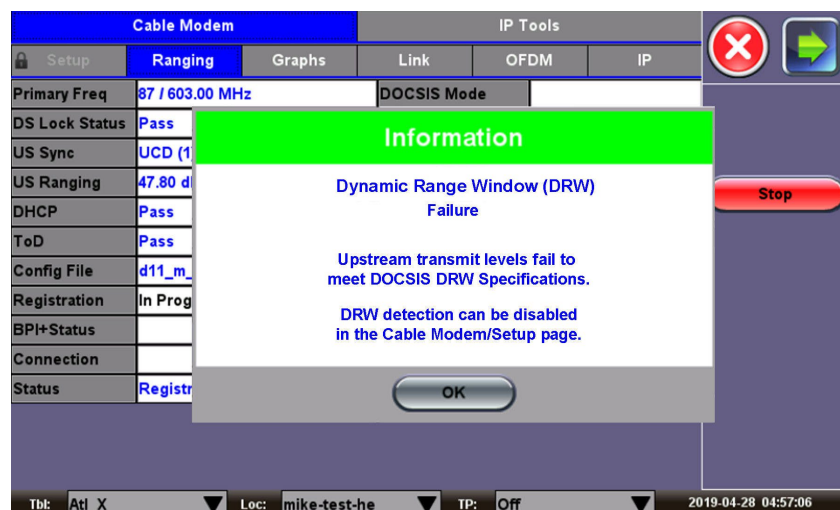 Cable Modem IP Tools
Setup Ranging Graphs Link OFDM IP
Primary Freq 87 / 603.00 MHz DOCSIS Mode
DS Lock Status Pass
US Sync UCD (1)
US Ranging 47.80 d
DHCP Pass
ToD Pass
Config File d11_m_
Registration In Prog
BPI+Status
Connection
Status Registr
Information
Dynamic Range Window (DRW)
Failure
Upstream transmit levels fail to
meet DOCSIS DRW Specifications.
DRW detection can be disabled
in the Cable Modem/Setup page.
OK
Stop
Tbl: Atl_X Loc: mike-test-he TP: Off 2019-04-28 04:57:06